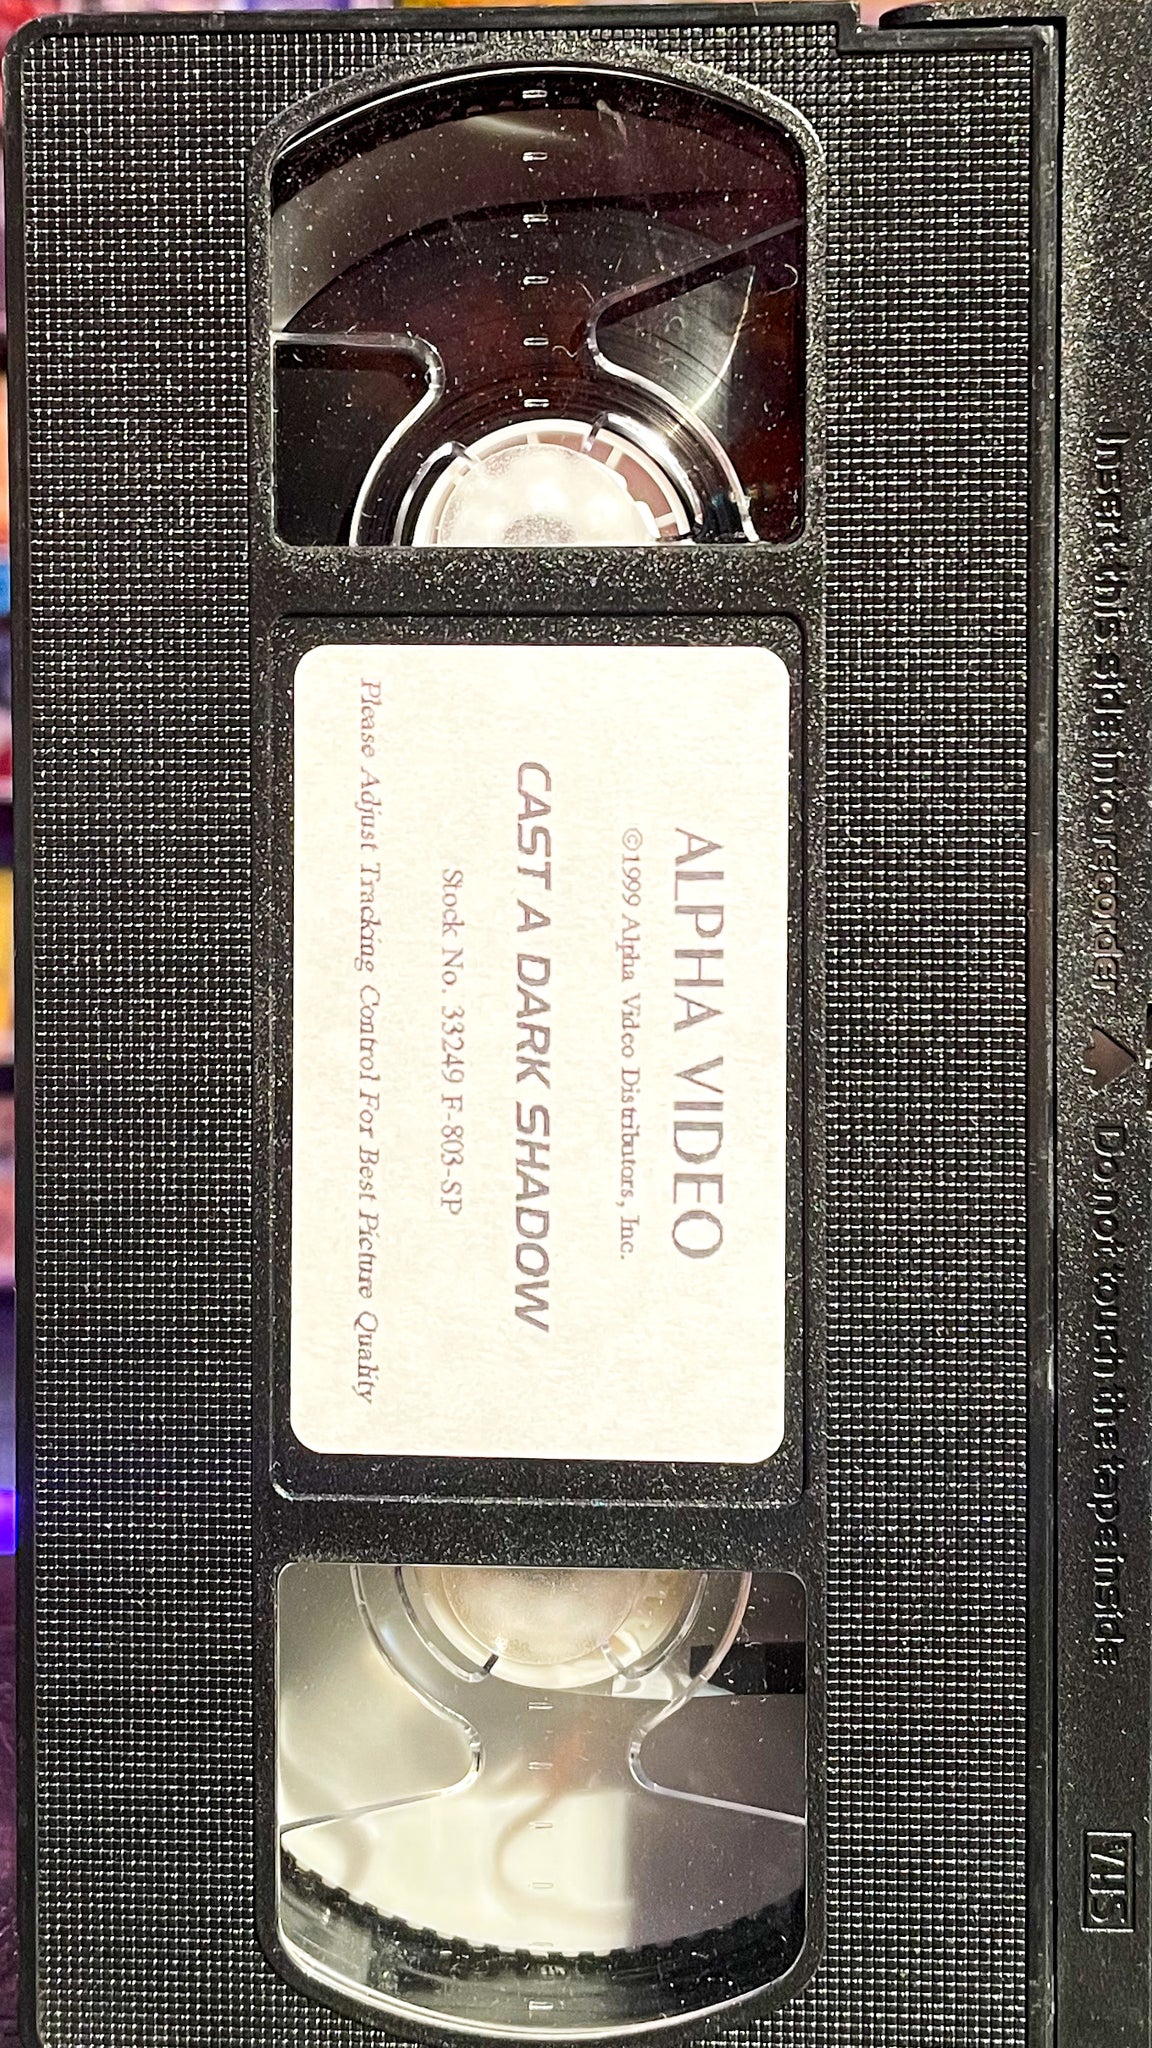 Insert this side into recorder ▲ Do not touch the tape inside
VHS
ALPHA VIDEO
©1999 Alpha Video Distributors, Inc.
CAST A DARK SHADOW
Stock No. 33249 F-803-SP
Please Adjust Tracking Control For Best Picture Quality